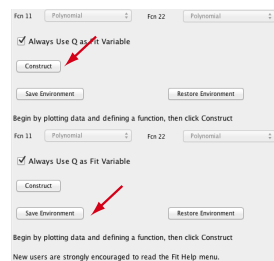 Fcn 11 Polynomial Fcn 22 Polynomial
Always Use Q as Fit Variable
Construct
Save Environment Restore Environment
Begin by plotting data and defining a function, then click Construct
Fcn 11 Polynomial Fcn 22 Polynomial
Always Use Q as Fit Variable
Construct
Save Environment Restore Environment
Begin by plotting data and defining a function, then click Construct
New users are strongly encouraged to read the Fit Help menu.